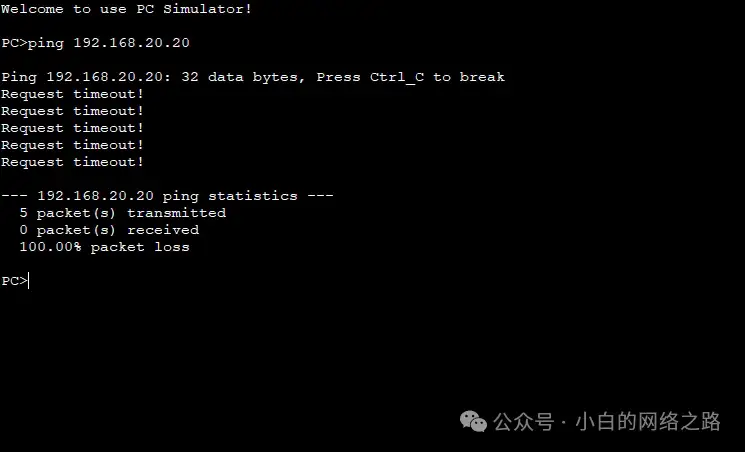 Welcome to use PC Simulator!
PC>ping 192.168.20.20
Ping 192.168.20.20: 32 data bytes, Press Ctrl_C to break
Request timeout!
Request timeout!
Request timeout!
Request timeout!
Request timeout!
--- 192.168.20.20 ping statistics ---
5 packet(s) transmitted
0 packet(s) received
100.00% packet loss
PC>
公众号 · 小白的网络之路